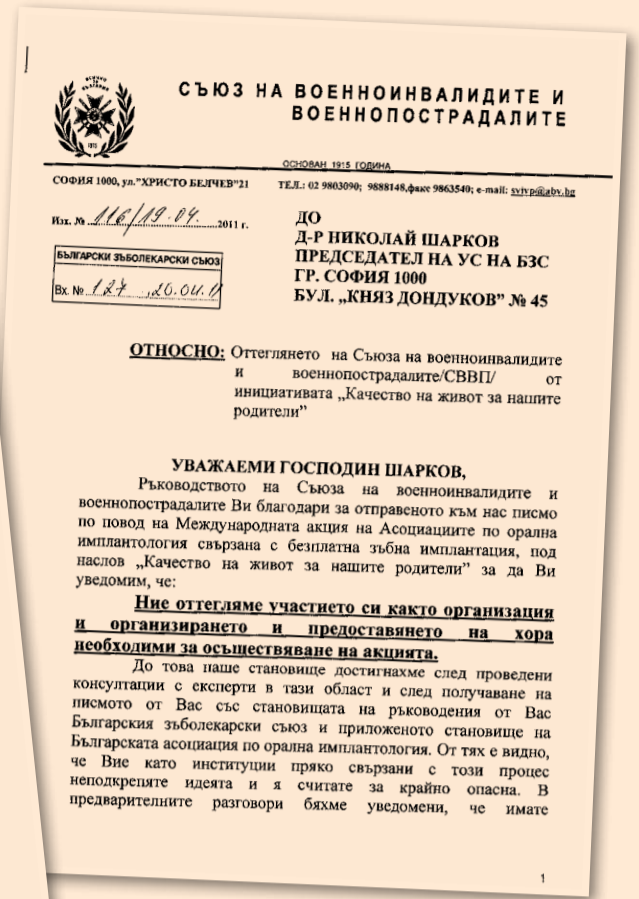 ВСИЧКО
ЗА
БЪЛГАРИЯ
1915
СЪЮЗ НА ВОЕННОИНВАЛИДИТЕ И
ВОЕННОПОСТРАДАЛИТЕ
ОСНОВАН 1915 ГОДИНА
СОФИЯ 1000, ул."ХРИСТО БЕЛЧЕВ"21 ТЕЛ.: 02 9803090; 9888148,факс 9863540; e-mail: svivp@abv.bg
Изх. № 116/19.04. 2011 г.
БЪЛГАРСКИ ЗЪБОЛЕКАРСКИ СЪЮЗ
Вх. № 127 , 20.04.11
ДО
Д-Р НИКОЛАЙ ШАРКОВ
ПРЕДСЕДАТЕЛ НА УС НА БЗС
ГР. СОФИЯ 1000
БУЛ. „КНЯЗ ДОНДУКОВ” № 45
ОТНОСНО: Оттеглянето на Съюза на военноинвалидите
и военнопострадалите/СВВП/ от
инициативата „Качество на живот за нашите
родители”
УВАЖАЕМИ ГОСПОДИН ШАРКОВ,
Ръководството на Съюза на военноинвалидите и
военнопострадалите Ви благодари за отправеното към нас писмо
по повод на Международната акция на Асоциациите по орална
имплантология свързана с безплатна зъбна имплантация, под
наслов „Качество на живот за нашите родители” за да Ви
уведомим, че:
Ние оттегляме участието си както организация
и организирането и предоставянето на хора
необходими за осъществяване на акцията.
До това наше становище достигнахме след проведени
консултации с експерти в тази област и след получаване на
писмото от Вас със становищата на ръководения от Вас
Българския зъболекарски съюз и приложеното становище на
Българската асоциация по орална имплантология. От тях е видно,
че Вие като институции пряко свързани с този процес
неподкрепяте идеята и я считате за крайно опасна. В
предварителните разговори бяхме уведомени, че имате
1